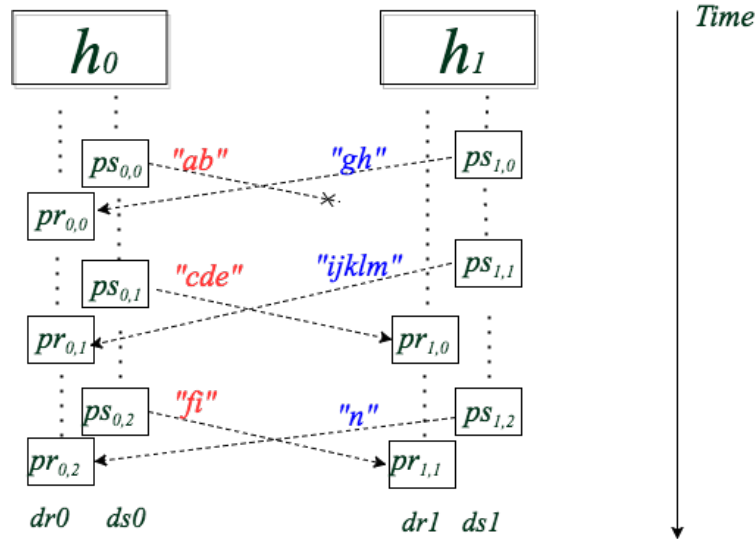 h0 h1 Time
ps0,0 "ab" "gh" ps1,0
pr0,0
ps0,1 "cde" "ijklm" ps1,1
pr0,1 pr1,0
ps0,2 "fi" "n" ps1,2
pr0,2 pr1,1
dr0 ds0 dr1 ds1